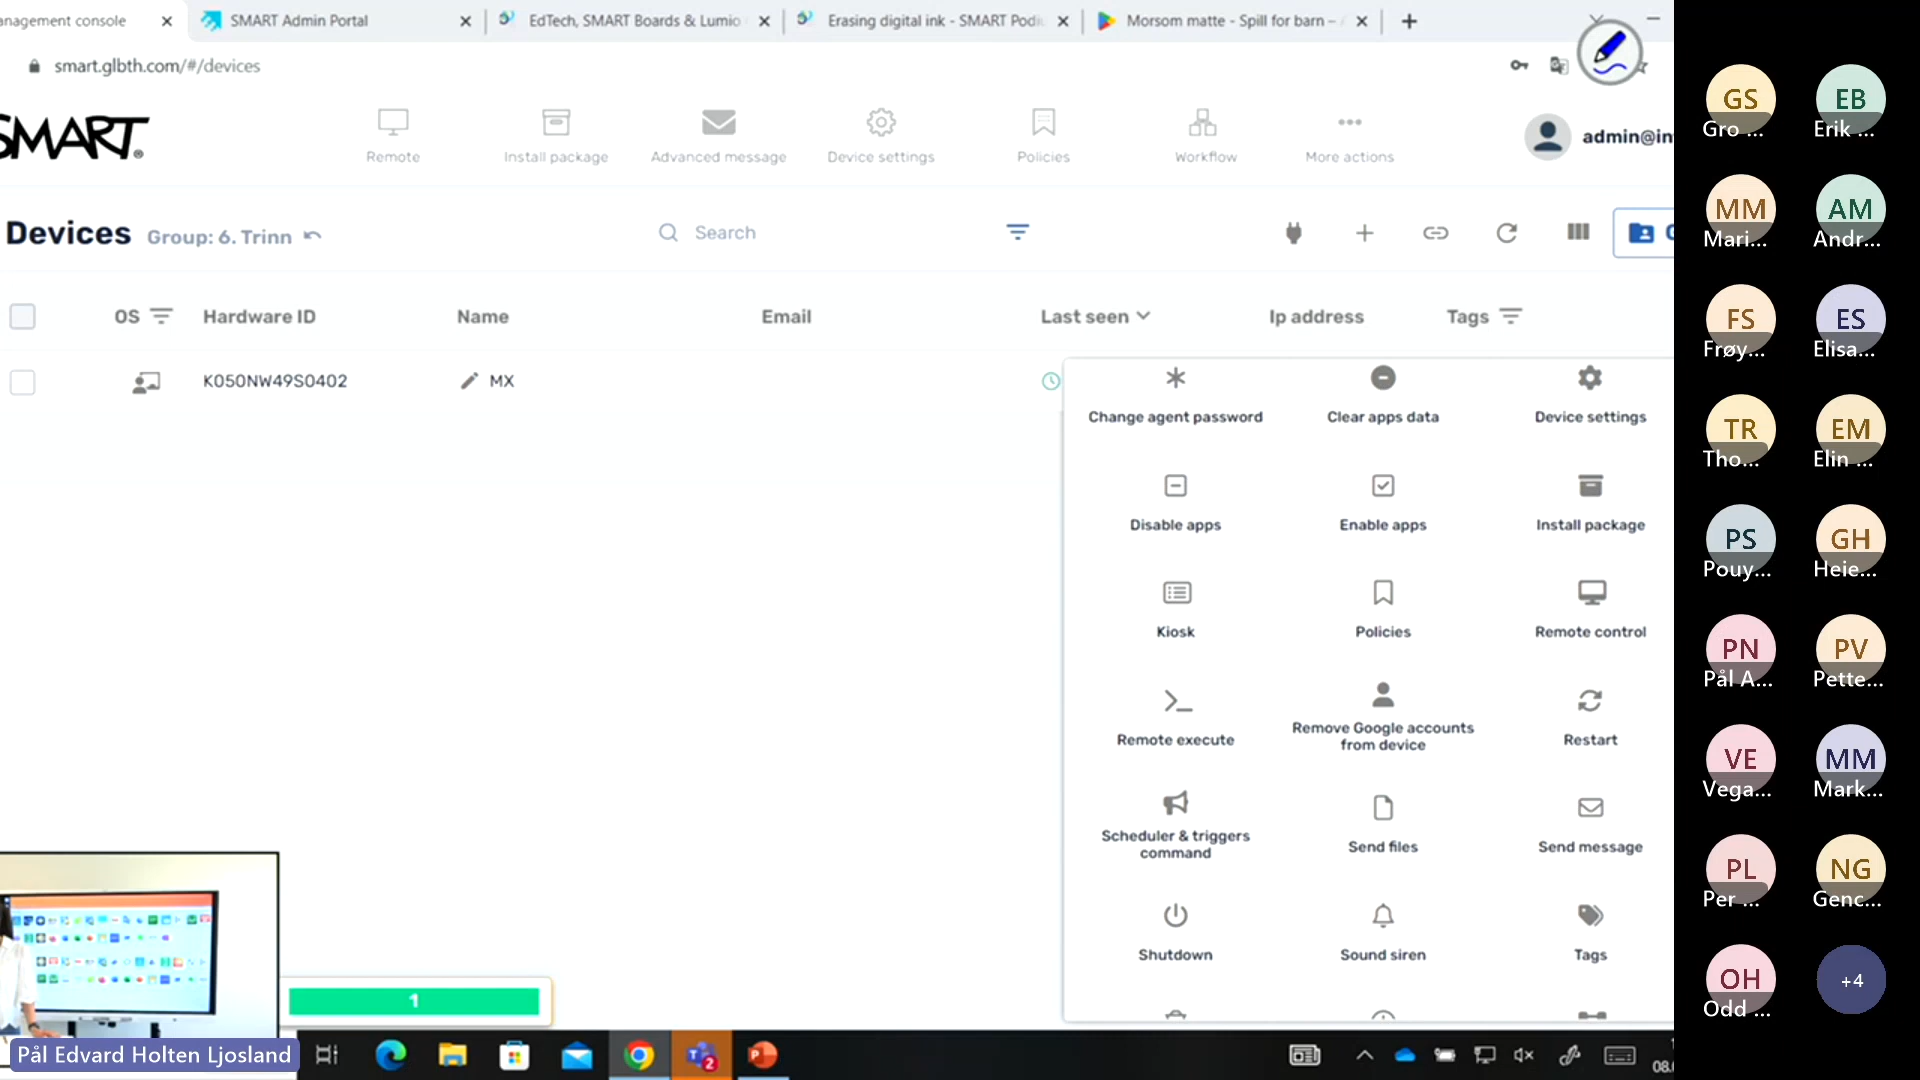 anagement console
SMART Admin Portal
EdTech, SMART Boards & Lumio
Erasing digital ink - SMART Podi
Morsom matte - Spill for barn –
smart.glbth.com/#/devices
SMART
Remote
Install package
Advanced message
Device settings
Policies
Workflow
More actions
admin@in
Devices
Group: 6. Trinn
Search
OS
Hardware ID
Name
Email
Last seen
Ip address
Tags
K050NW49S0402
MX
Change agent password
Clear apps data
Device settings
Disable apps
Enable apps
Install package
Kiosk
Policies
Remote control
Remote execute
Remove Google accounts
from device
Restart
Scheduler & triggers
command
Send files
Send message
Shutdown
Sound siren
Tags
1
Pål Edvard Holten Ljosland
2
08.
GS
Gro ...
EB
Erik ...
MM
Mari...
AM
Andr...
FS
Frøy...
ES
Elisa...
TR
Tho...
EM
Elin ...
PS
Pouy...
GH
Heie...
PN
Pål A...
PV
Pette...
VE
Vega...
MM
Mark...
PL
Per ...
NG
Genc...
OH
Odd ...
+4